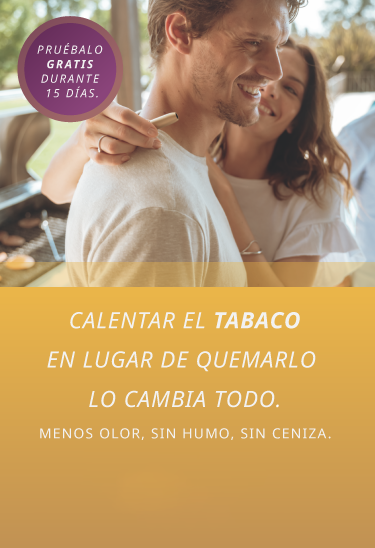 PRUÉBALO
GRATIS
DURANTE
15 DÍAS.
CALENTAR EL TABACO
EN LUGAR DE QUEMARLO
LO CAMBIA TODO.
MENOS OLOR, SIN HUMO, SIN CENIZA.